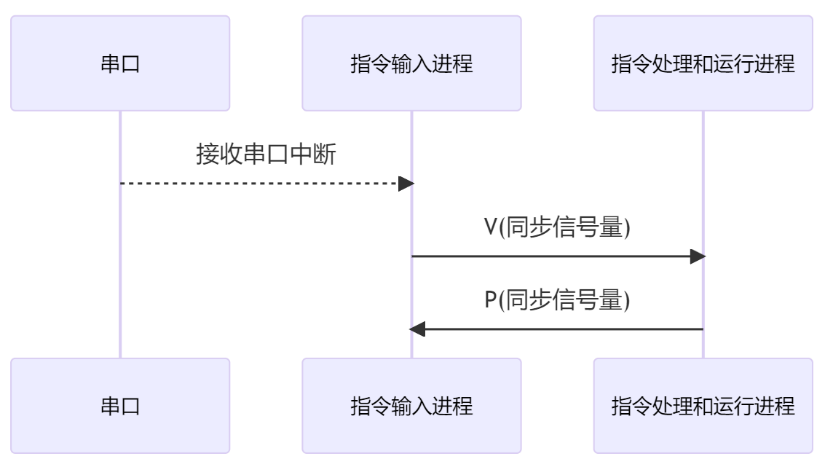 串口
指令输入进程
指令处理和运行进程
接收串口中断
V(同步信号量)
P(同步信号量)
串口
指令输入进程
指令处理和运行进程